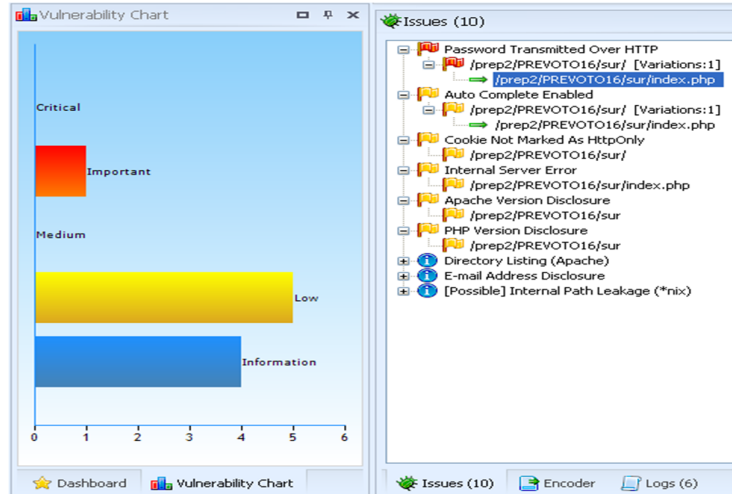 Vulnerability Chart
Critical
Important
Medium
Low
Information
0 1 2 3 4 5 6
Dashboard
Vulnerability Chart
Issues (10)
Password Transmitted Over HTTP
/prep2/PREVOTO16/sur/ [Variations:1]
/prep2/PREVOTO16/sur/index.php
Auto Complete Enabled
/prep2/PREVOTO16/sur/ [Variations:1]
/prep2/PREVOTO16/sur/index.php
Cookie Not Marked As HttpOnly
/prep2/PREVOTO16/sur/
Internal Server Error
/prep2/PREVOTO16/sur/index.php
Apache Version Disclosure
/prep2/PREVOTO16/sur
PHP Version Disclosure
/prep2/PREVOTO16/sur
Directory Listing (Apache)
E-mail Address Disclosure
[Possible] Internal Path Leakage (*nix)
Issues (10)
Encoder
Logs (6)